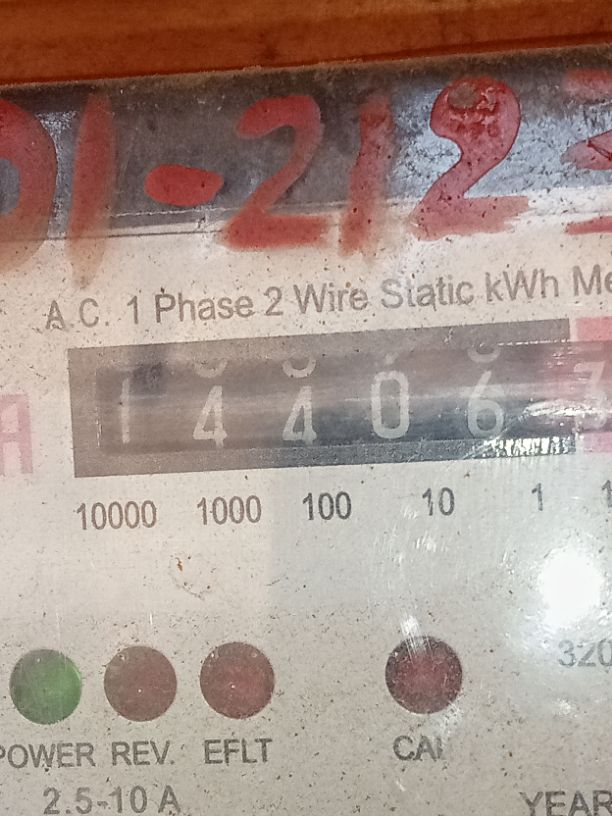 01-212
A.C. 1 Phase 2 Wire Static kWh Me
1 4 4 0 6
10000 1000 100 10 1
320
POWER REV. EFLT CAL
2.5-10 A
YEAR